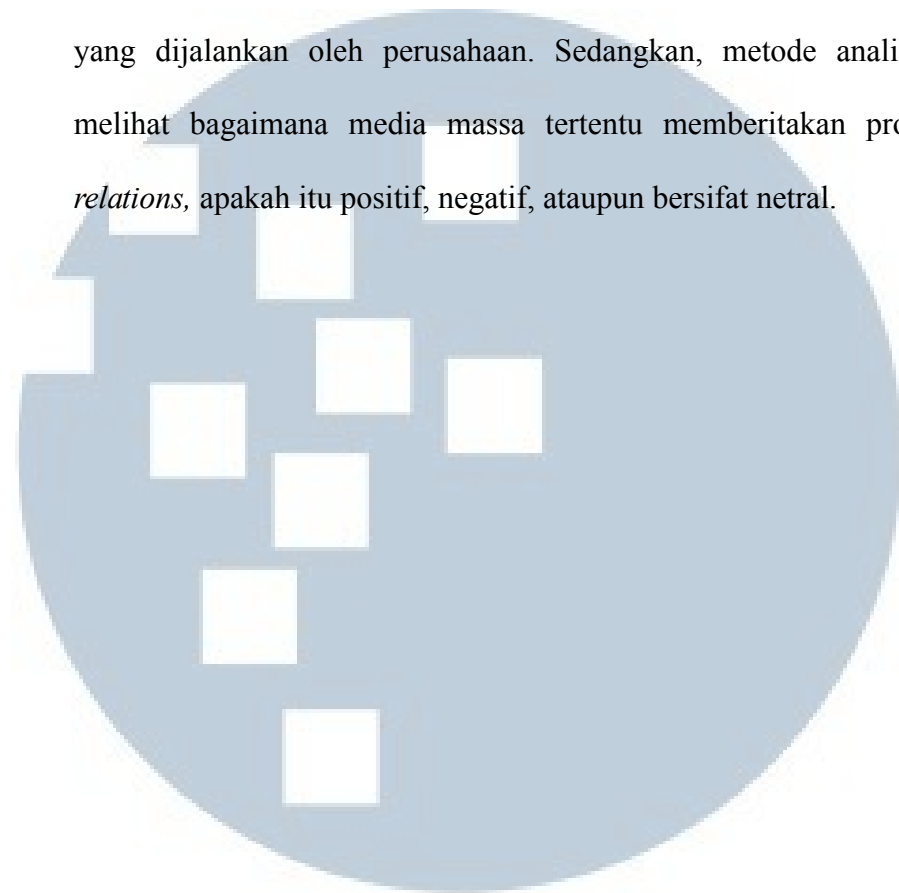 yang dijalankan oleh perusahaan. Sedangkan, metode anali
melihat bagaimana media massa tertentu memberitakan pro
relations, apakah itu positif, negatif, ataupun bersifat netral.